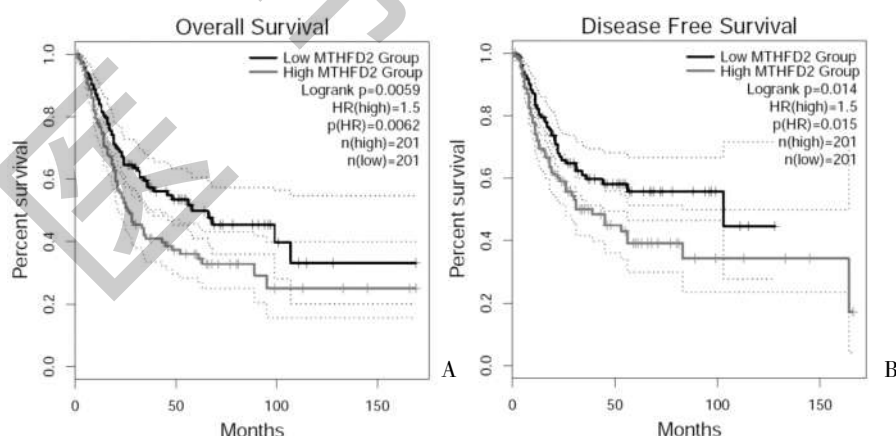 Overall Survival
Low MTHFD2 Group
High MTHFD2 Group
Logrank p=0.0059
HR(high)=1.5
p(HR)=0.0062
n(high)=201
n(low)=201
Percent survival
1.0
0.8
0.6
0.4
0.2
0.0
0
50
100
150
Months
A
Disease Free Survival
Low MTHFD2 Group
High MTHFD2 Group
Logrank p=0.014
HR(high)=1.5
p(HR)=0.015
n(high)=201
n(low)=201
Percent survival
1.0
0.8
0.6
0.4
0.2
0.0
0
50
100
150
Months
B